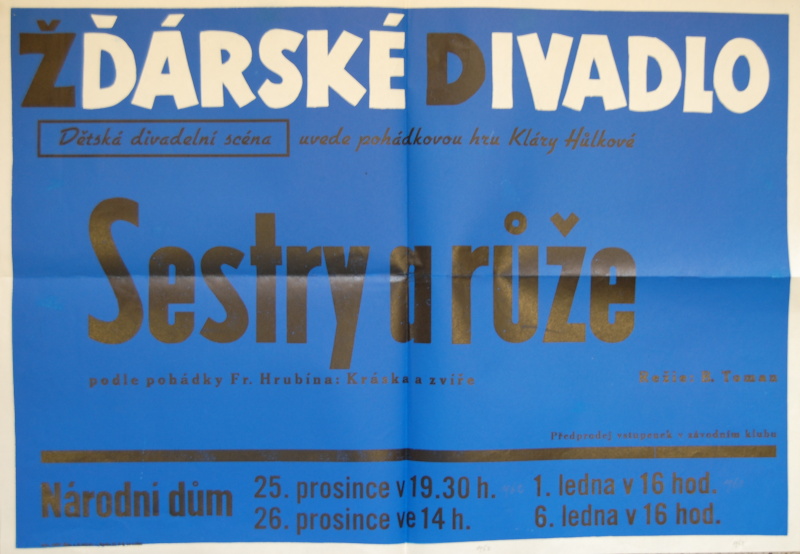 ŽĎÁRSKÉ DIVADLO
Dětská divadelní scéna uvede pohádkovou hru Kláry Hůlkové
Sestry a růže
podle pohádky Fr. Hrubína: Kráska a zvíře
Režie: R. Toman
Předprodej vstupenek v závodním klubu
Národní dům
25. prosince v 19.30 h.
26. prosince ve 14 h.
1. ledna v 16 hod.
6. ledna v 16 hod.